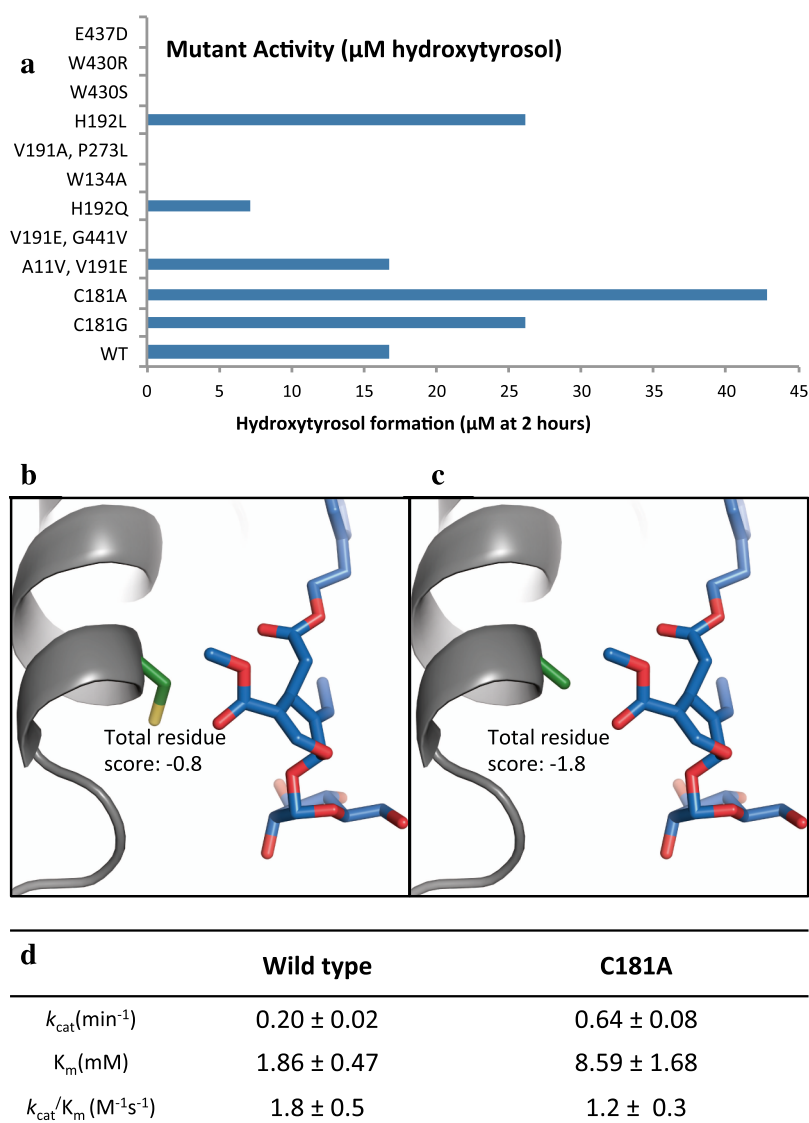 a
Mutant Activity (μM hydroxytyrosol)
E437D
W430R
W430S
H192L
V191A, P273L
W134A
H192Q
V191E, G441V
A11V, V191E
C181A
C181G
WT
0 5 10 15 20 25 30 35 40 45
Hydroxytyrosol formation (μM at 2 hours)
b
Total residue
score: -0.8
c
Total residue
score: -1.8
d
Wild type C181A
kcat(min-1) 0.20 ± 0.02 0.64 ± 0.08
Km(mM) 1.86 ± 0.47 8.59 ± 1.68
kcat/Km (M-1s-1) 1.8 ± 0.5 1.2 ± 0.3